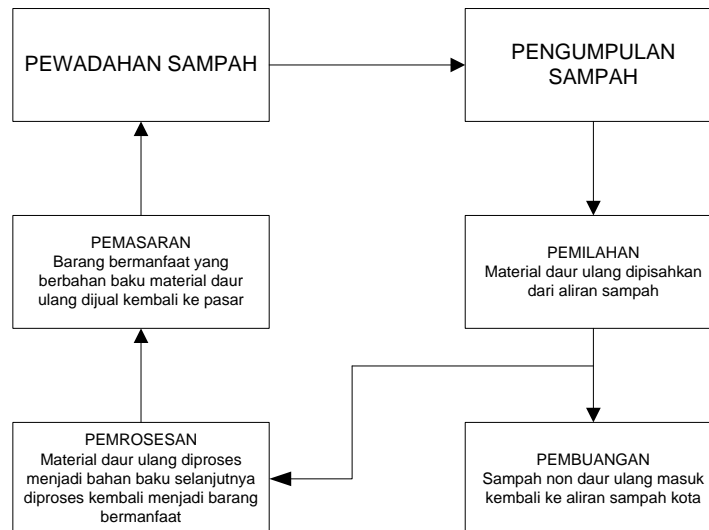 PEWADAHAN SAMPAH
PENGUMPULAN
SAMPAH
PEMASARAN
Barang bermanfaat yang
berbahan baku material daur
ulang dijual kembali ke pasar
PEMILAHAN
Material daur ulang dipisahkan
dari aliran sampah
PEMROSESAN
Material daur ulang diproses
menjadi bahan baku selanjutnya
diproses kembali menjadi barang
bermanfaat
PEMBUANGAN
Sampah non daur ulang masuk
kembali ke aliran sampah kota